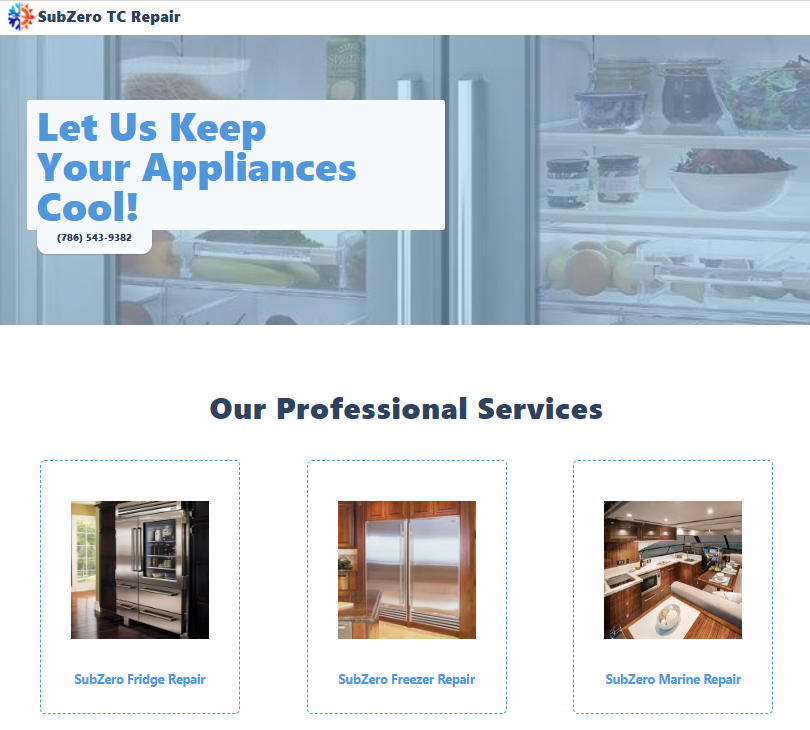 SubZero TC Repair
Let Us Keep
Your Appliances
Cool!
(786) 543-9382
Our Professional Services
SubZero Fridge Repair
SubZero Freezer Repair
SubZero Marine Repair